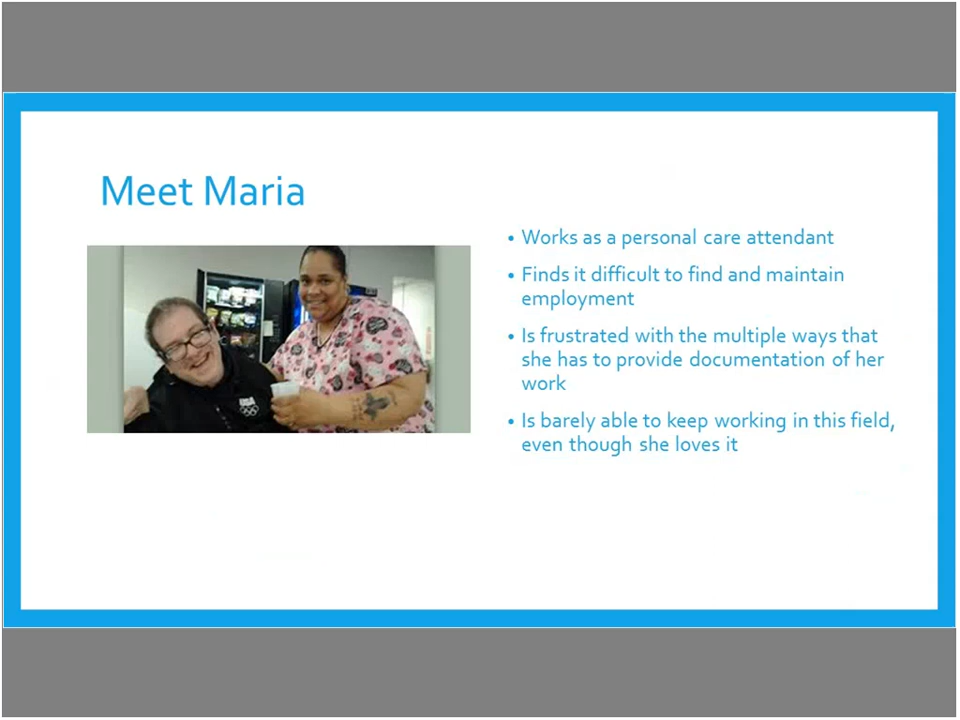 Meet Maria
• Works as a personal care attendant
• Finds it difficult to find and maintain
employment
• Is frustrated with the multiple ways that
she has to provide documentation of her
work
• Is barely able to keep working in this field,
even though she loves it